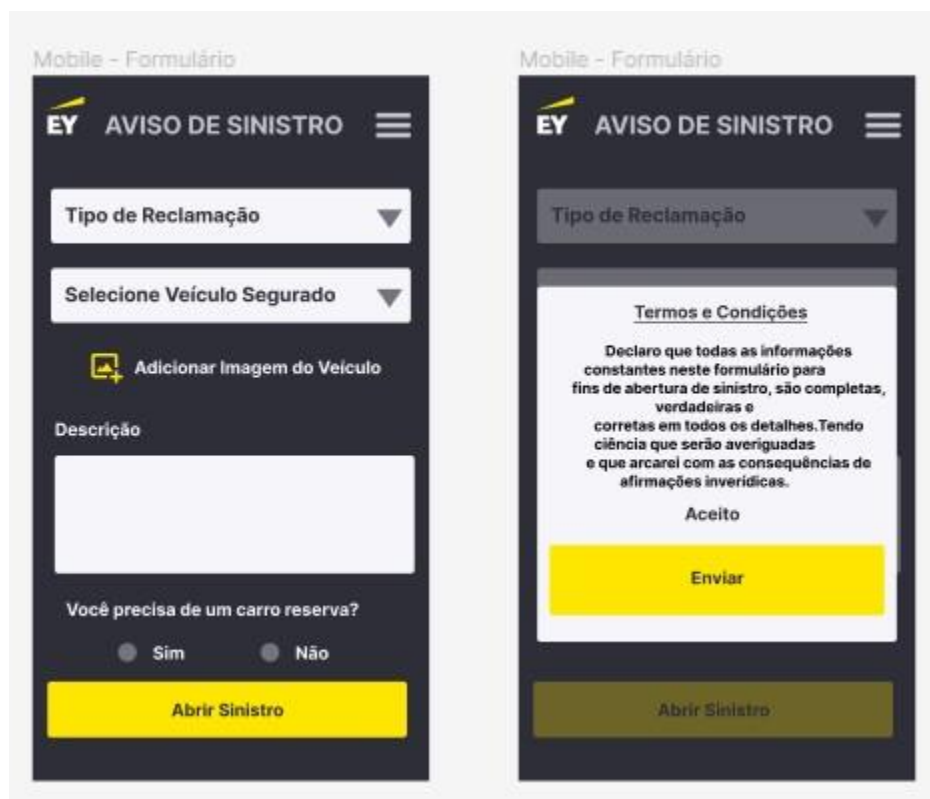 Mobile - Formulário
EY AVISO DE SINISTRO
Tipo de Reclamação
Selecione Veículo Segurado
Adicionar Imagem do Veiculo
Descrição
Você precisa de um carro reserva?
Sim Não
Abrir Sinistro
Mobile - Formulário
EY AVISO DE SINISTRO
Tipo de Reclamação
Termos e Condições
Declaro que todas as informações
constantes neste formulário para
fins de abertura de sinistro, são completas,
verdadeiras e
corretas em todos os detalhes.Tendo
ciência que serão averiguadas
e que arcarei com as consequências de
afirmações inverídicas.
Aceito
Enviar
Abrir Sinistro